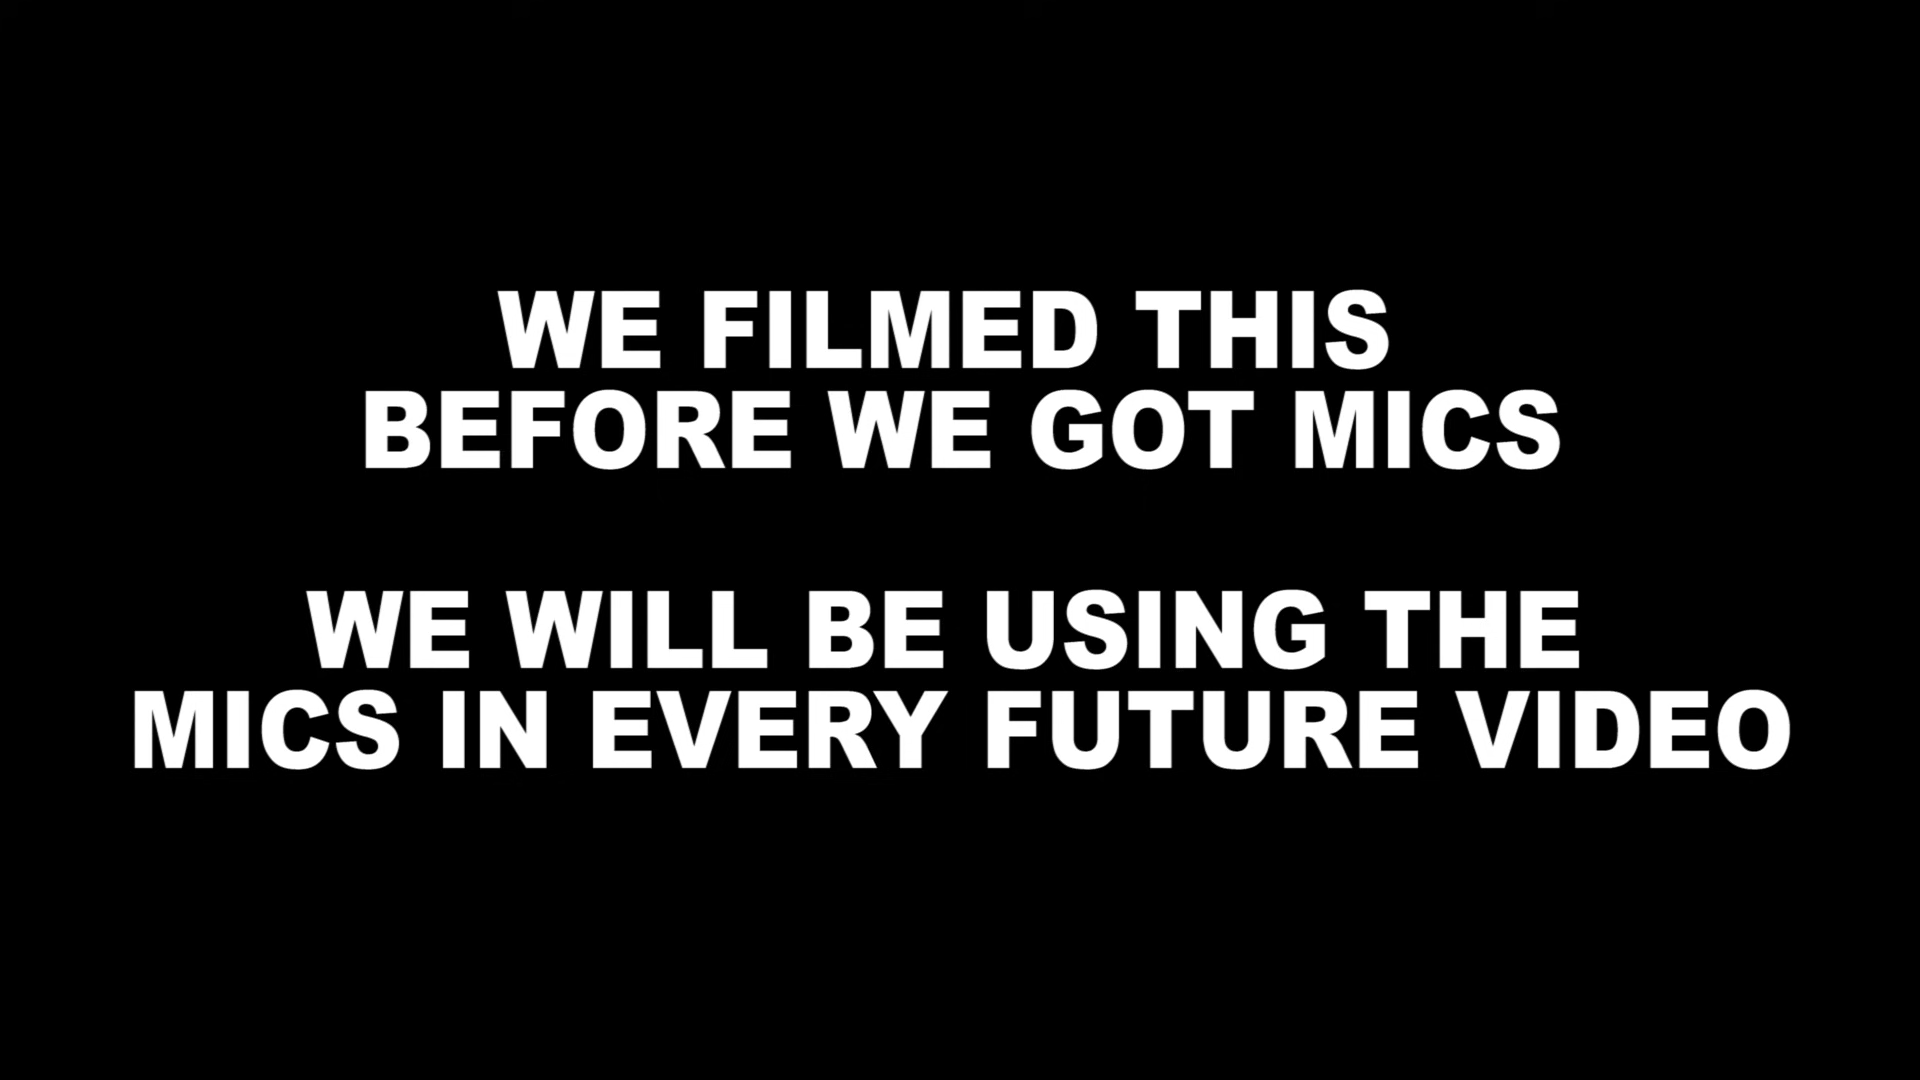 WE FILMED THIS
BEFORE WE GOT MICS
WE WILL BE USING THE
MICS IN EVERY FUTURE VIDEO